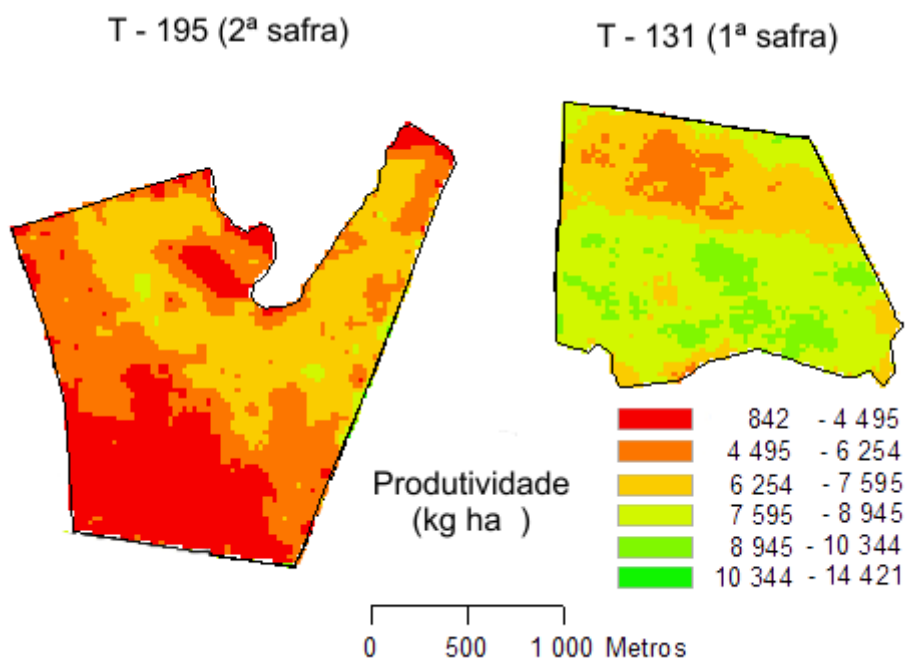 T - 195 (2ª safra)
T - 131 (1ª safra)
Produtividade
(kg ha )
842 - 4 495
4 495 - 6 254
6 254 - 7 595
7 595 - 8 945
8 945 - 10 344
10 344 - 14 421
0 500 1 000 Metros